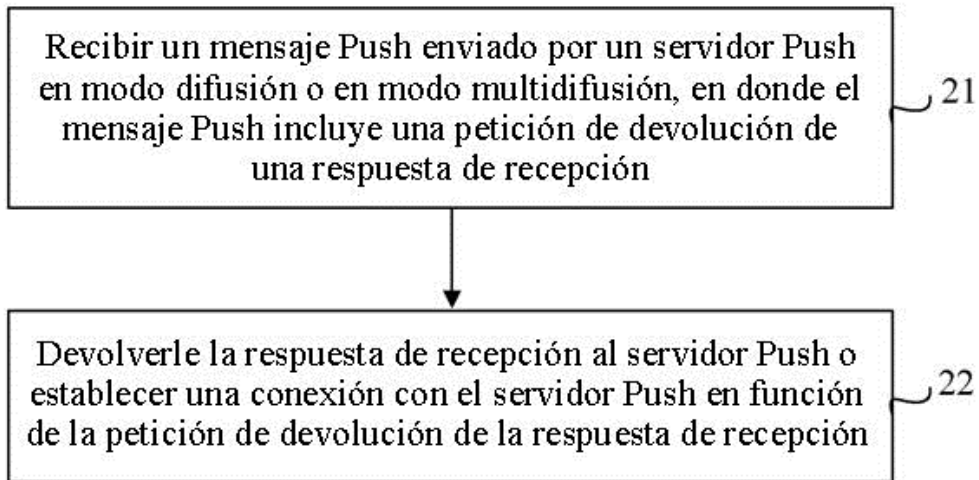 Recibir un mensaje Push enviado por un servidor Push
en modo difusión o en modo multidifusión, en donde el
mensaje Push incluye una petición de devolución de
una respuesta de recepción
21
Devolverle la respuesta de recepción al servidor Push o
establecer una conexión con el servidor Push en función
de la petición de devolución de la respuesta de recepción
22